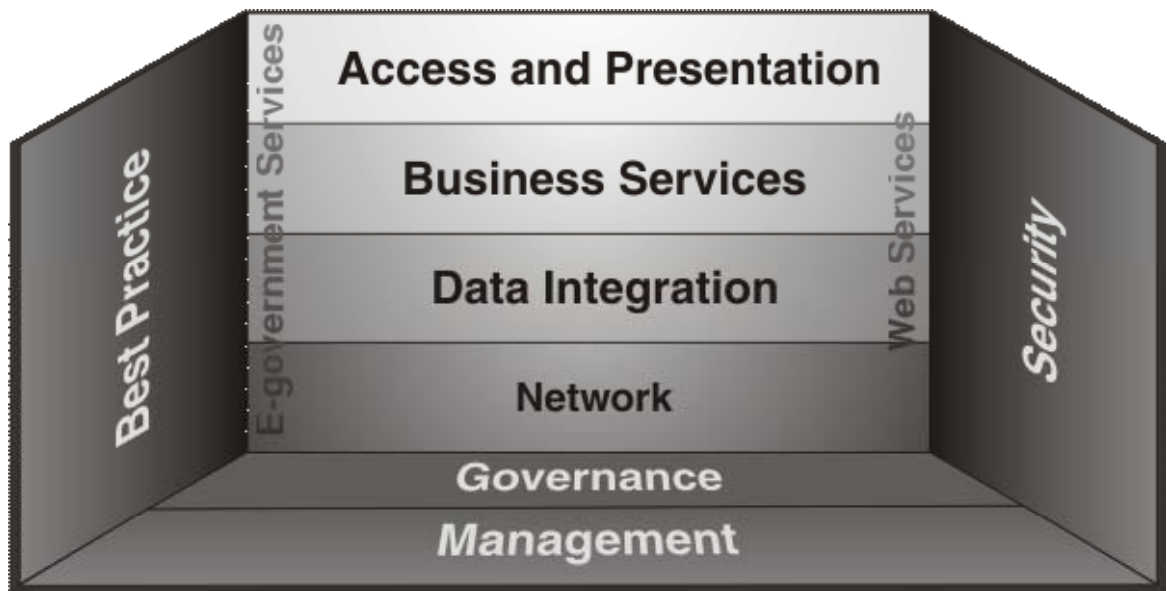 Best Practice
E-government Services
Access and Presentation
Business Services
Data Integration
Network
Web Services
Security
Governance
Management